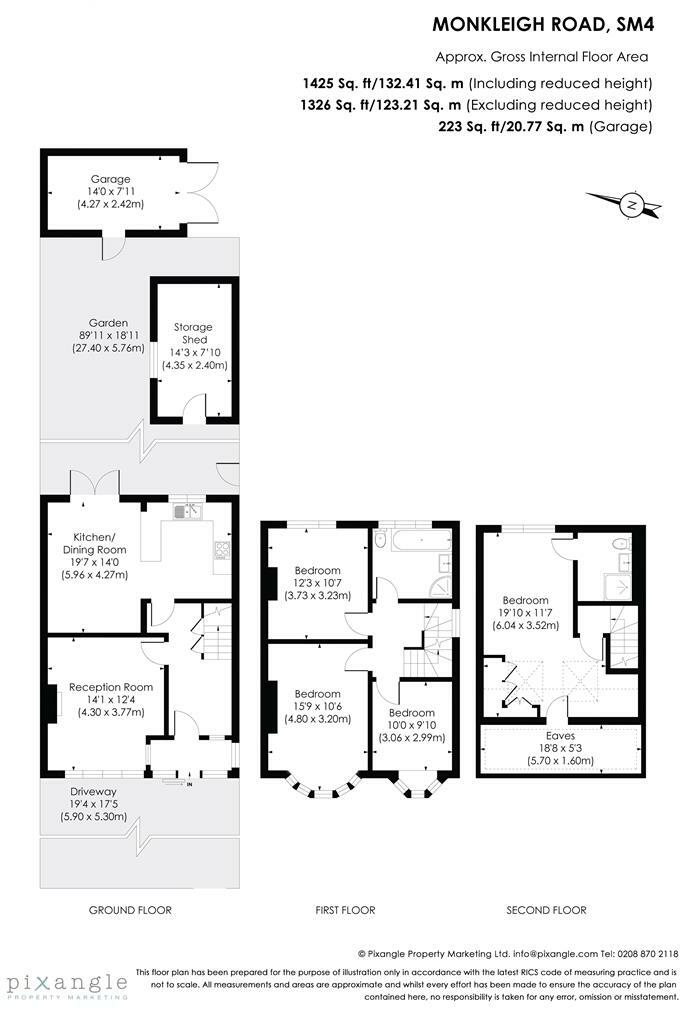 MONKLEIGH ROAD, SM4
Approx. Gross Internal Floor Area
1425 Sq. ft/132.41 Sq. m (Including reduced height)
1326 Sq. ft/123.21 Sq. m (Excluding reduced height)
223 Sq. ft/20.77 Sq. m (Garage)
Garage
14'0 x 7'11
(4.27 x 2.42m)
N
Garden
89'11 x 18'11
(27.40 x 5.76m)
Storage
Shed
14'3 x 7'10
(4.35 x 2.40m)
Kitchen/
Dining Room
19'7 x 14'0
(5.96 x 4.27m)
Reception Room
14'1 x 12'4
(4.30 x 3.77m)
IN
Driveway
19'4 x 17'5
(5.90 x 5.30m)
Bedroom
12'3 x 10'7
(3.73 x 3.23m)
Bedroom
15'9 x 10'6
(4.80 x 3.20m)
Bedroom
10'0 x 9'10
(3.06 x 2.99m)
Bedroom
19'10 x 11'7
(6.04 x 3.52m)
Eaves
18'8 x 5'3
(5.70 x 1.60m)
GROUND FLOOR
FIRST FLOOR
SECOND FLOOR
© Pixangle Property Marketing Ltd. info@pixangle.com Tel: 0208 870 2118
pixangle
PROPERTY MARKETING
This floor plan has been prepared for the purpose of illustration only in accordance with the latest RICS code of measuring practice and is
not to scale. All measurements and areas are approximate and whilst every effort has been made to ensure the accuracy of the plan
contained here, no responsibility is taken for any error, omission or misstatement.